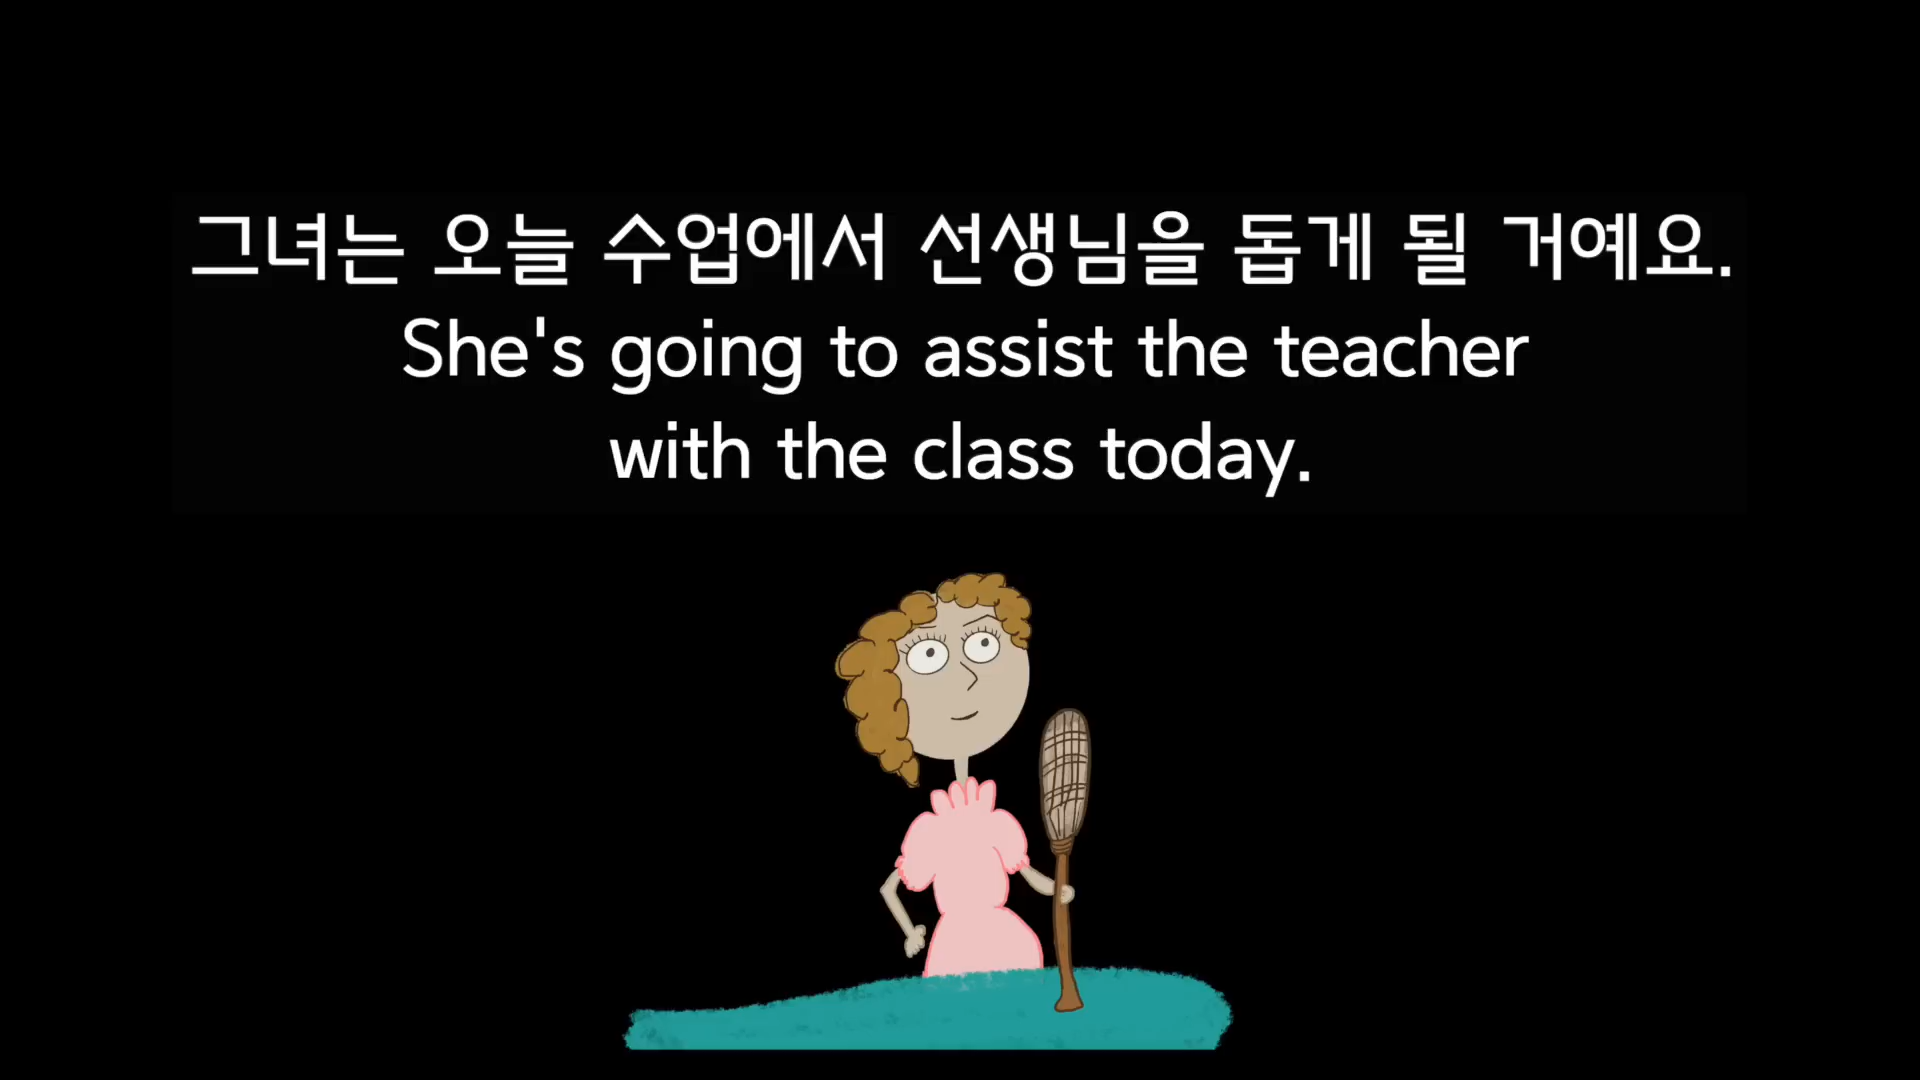 그녀는 오늘 수업에서 선생님을 돕게 될 거예요.
She's going to assist the teacher
with the class today.